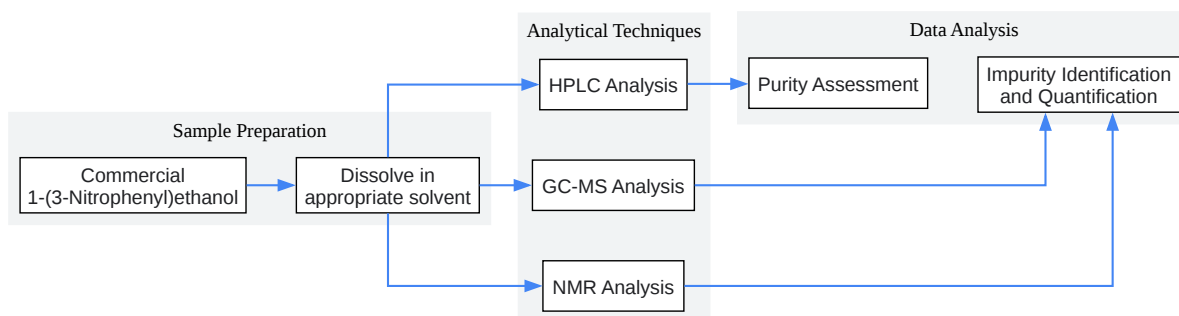 Sample Preparation
Commercial
1-(3-Nitrophenyl)ethanol
Dissolve in
appropriate solvent
Analytical Techniques
HPLC Analysis
GC-MS Analysis
NMR Analysis
Data Analysis
Purity Assessment
Impurity Identification
and Quantification